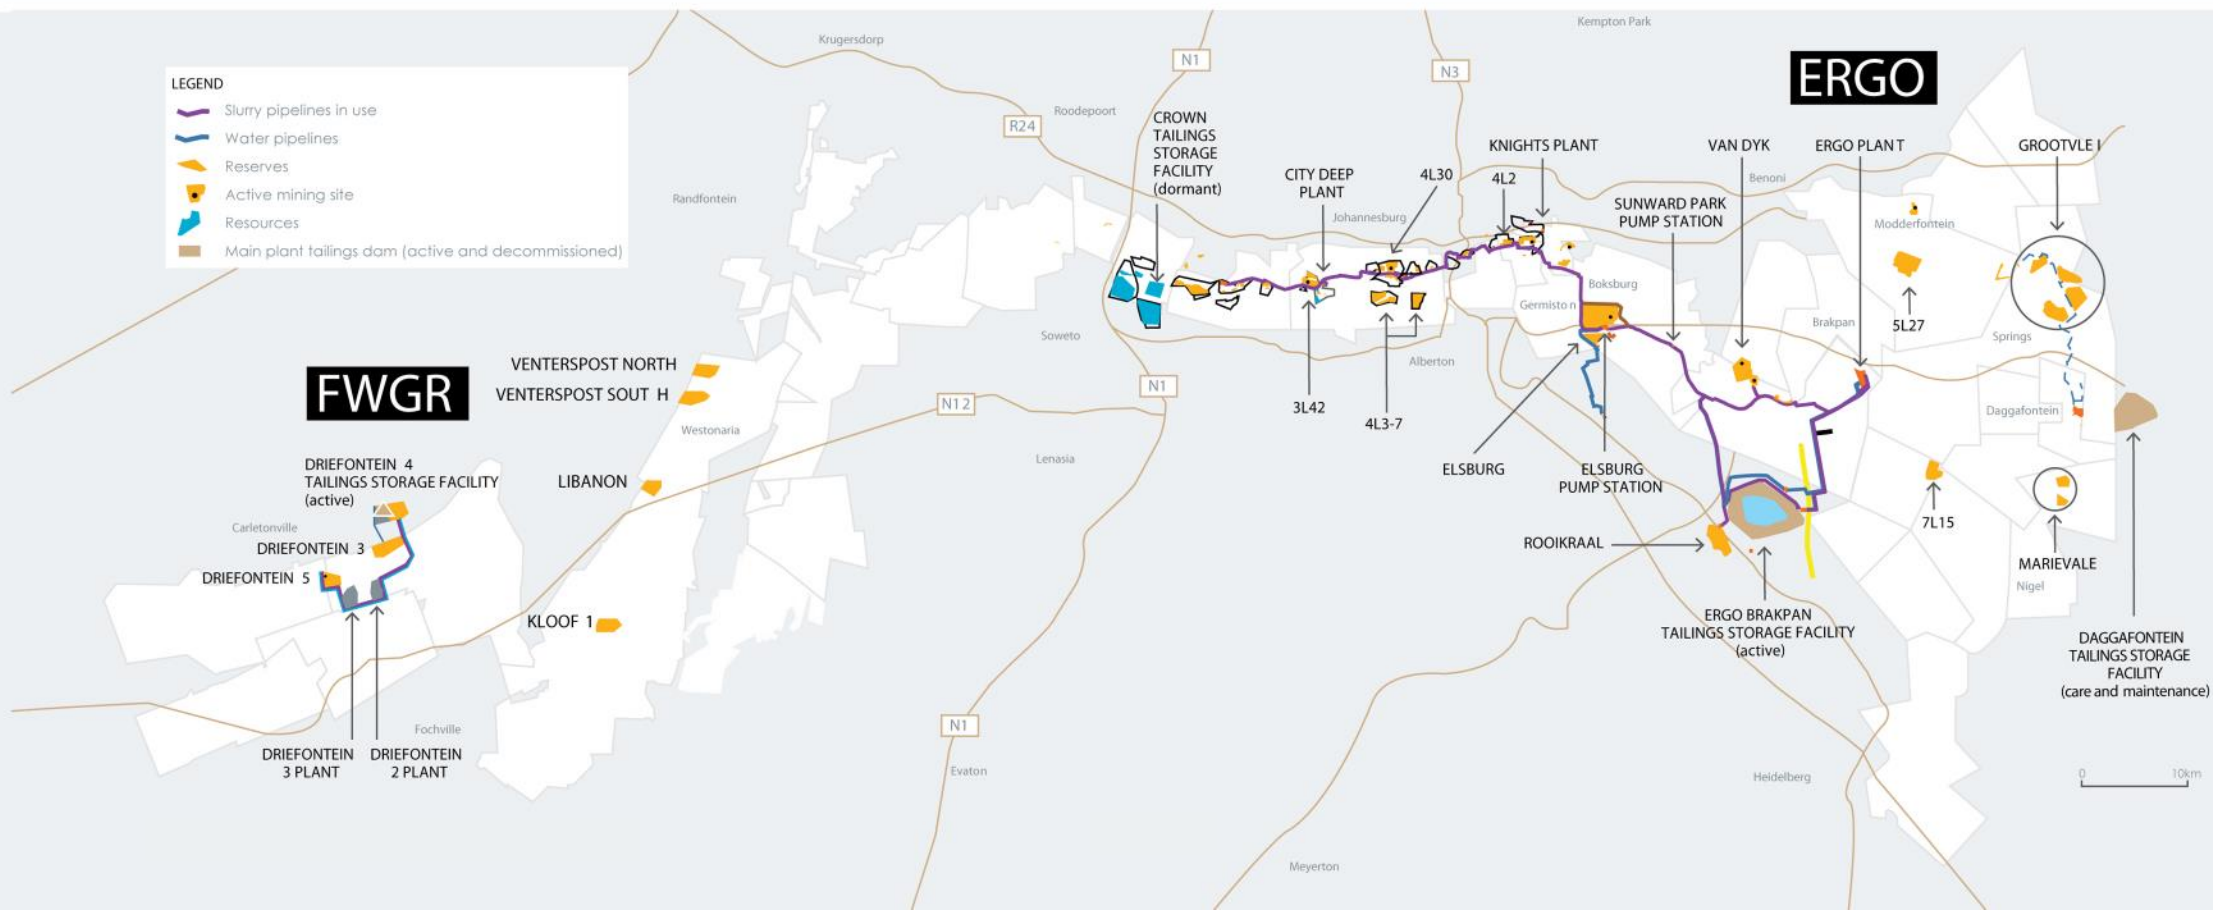 Kempton Park
Krugersdorp
N1
N3
ERGO
LEGEND
Slurry pipelines in use
Water pipelines
Reserves
Active mining site
Resources
Main plant tailings dam (active and decommissioned)
Roodepoort
R24
CROWN
TAILINGS
STORAGE
FACILITY
(dormant)
CITY DEEP
PLANT
4L30
KNIGHTS PLANT
4L2
VAN DYK
ERGO PLAN T
GROOTVLE I
Benoni
Randfontein
Johannesburg
SUNWARD PARK
PUMP STATION
Modderfontein
Boksburg
Germisto n
Brakpan
5L27
Springs
Soweto
Alberton
VENTERSPOST NORTH
VENTERSPOST SOUT H
FWGR
N1
N12
3L42
4L3-7
Daggafontein
Westonaria
Lenasia
ELSBURG
ELSBURG
PUMP STATION
DRIEFONTEIN 4
TAILINGS STORAGE FACILITY
(active)
LIBANON
7L15
Carletonville
DRIEFONTEIN 3
ROOIKRAAL
MARIEVALE
DRIEFONTEIN 5
Nigel
KLOOF 1
ERGO BRAKPAN
TAILINGS STORAGE FACILITY
(active)
DAGGAFONTEIN
TAILINGS STORAGE
FACILITY
(care and maintenance)
Fochville
N1
DRIEFONTEIN
3 PLANT
DRIEFONTEIN
2 PLANT
Evaton
Heidelberg
0
10km
Meyerton